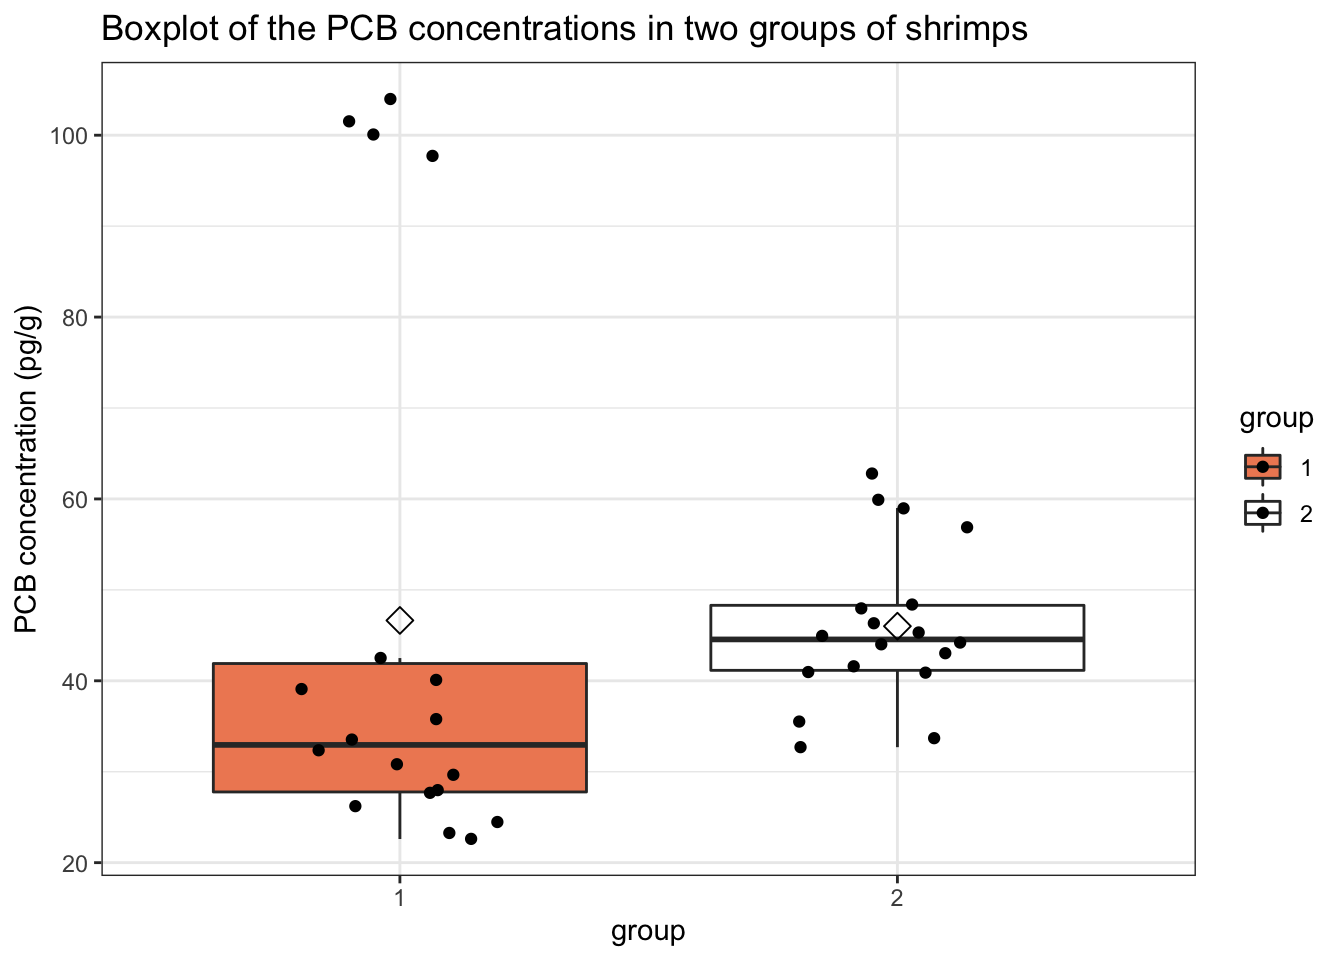 Boxplot of the PCB concentrations in two groups of shrimps
PCB concentration (pg/g)
100
80
60
40
20
1
2
group
group
1
2